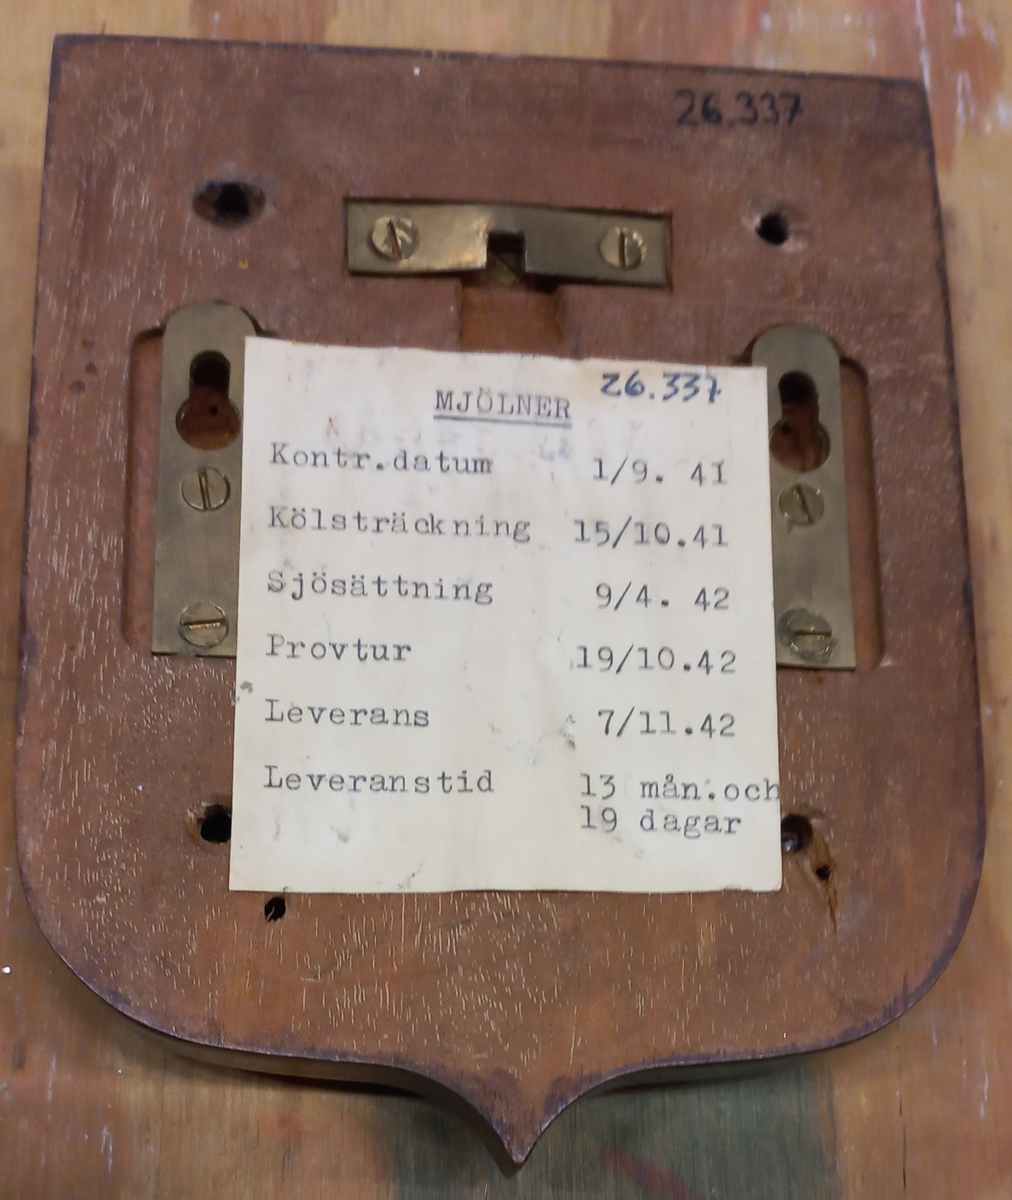 26.337
26.337
MJÖLNER
Kontr.datum 1/9. 41
Kölsträckning 15/10.41
Sjösättning 9/4. 42
Provtur 19/10.42
Leverans 7/11.42
Leveranstid 13 mån.och
19 dagar